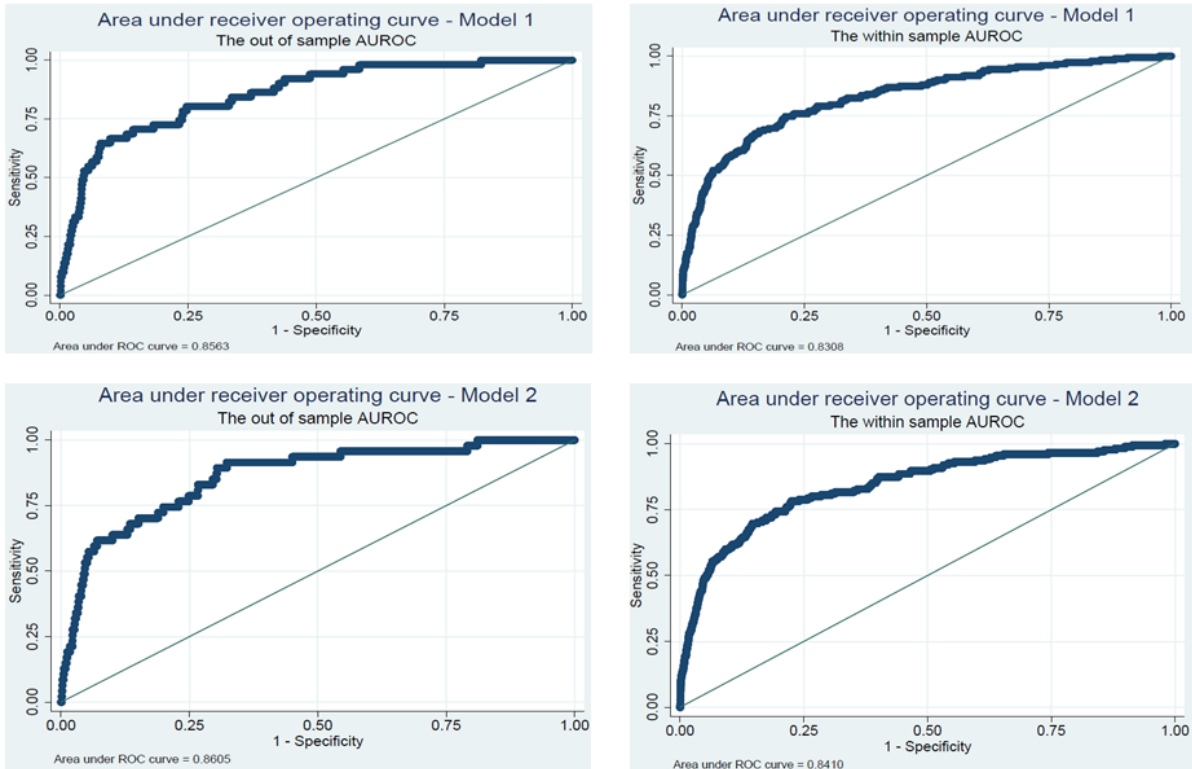 Area under receiver operating curve - Model 1
The out of sample AUROC
Sensitivity
0.00
0.25
0.50
0.75
1.00
0.00 0.25 0.50 0.75 1.00
1 - Specificity
Area under ROC curve = 0.8563
Area under receiver operating curve - Model 1
The within sample AUROC
Sensitivity
0.00
0.25
0.50
0.75
1.00
0.00 0.25 0.50 0.75 1.00
1 - Specificity
Area under ROC curve = 0.8308
Area under receiver operating curve - Model 2
The out of sample AUROC
Sensitivity
0.00
0.25
0.50
0.75
1.00
0.00 0.25 0.50 0.75 1.00
1 - Specificity
Area under ROC curve = 0.8605
Area under receiver operating curve - Model 2
The within sample AUROC
Sensitivity
0.00
0.25
0.50
0.75
1.00
0.00 0.25 0.50 0.75 1.00
1 - Specificity
Area under ROC curve = 0.8410